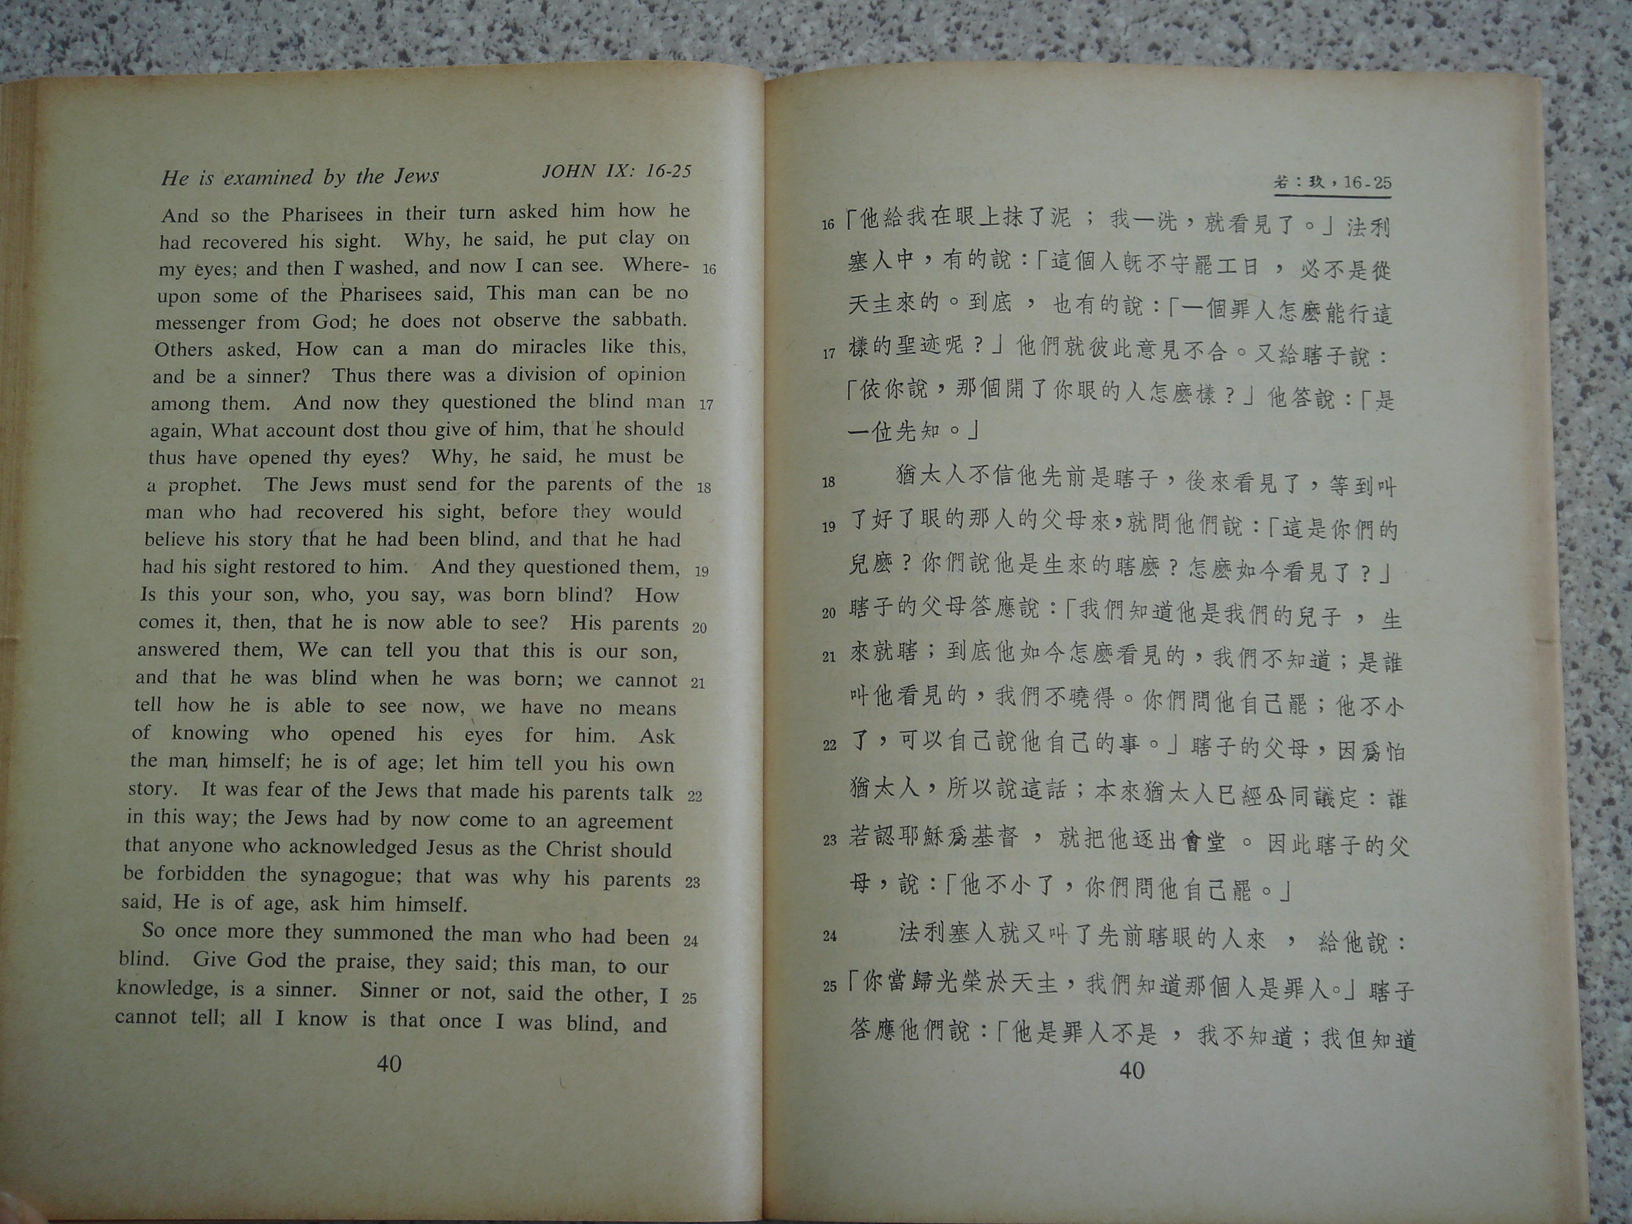 He is examined by the Jews JOHN IX: 16-25
And so the Pharisees in their turn asked him how he
had recovered his sight. Why, he said, he put clay on
my eyes; and then I washed, and now I can see. Where- 16
upon some of the Pharisees said, This man can be no
messenger from God; he does not observe the sabbath.
Others asked, How can a man do miracles like this,
and be a sinner? Thus there was a division of opinion
among them. And now they questioned the blind man 17
again, What account dost thou give of him, that he should
thus have opened thy eyes? Why, he said, he must be
a prophet. The Jews must send for the parents of the 18
man who had recovered his sight, before they would
believe his story that he had been blind, and that he had
had his sight restored to him. And they questioned them, 19
Is this your son, who, you say, was born blind? How
comes it, then, that he is now able to see? His parents 20
answered them, We can tell you that this is our son,
and that he was blind when he was born; we cannot 21
tell how he is able to see now, we have no means
of knowing who opened his eyes for him. Ask
the man himself; he is of age; let him tell you his own
story. It was fear of the Jews that made his parents talk 22
in this way; the Jews had by now come to an agreement
that anyone who acknowledged Jesus as the Christ should
be forbidden the synagogue; that was why his parents 23
said, He is of age, ask him himself.
So once more they summoned the man who had been 24
blind. Give God the praise, they said; this man, to our
knowledge, is a sinner. Sinner or not, said the other, I 25
cannot tell; all I know is that once I was blind, and
40
若：玖，16-25
16「他給我在眼上抹了泥；我一洗，就看見了。」法利
塞人中，有的說：「這個人旣不守罷工日，必不是從
天主來的。到底，也有的說：「一個罪人怎麼能行這
17 樣的聖迹呢？」他們就彼此意見不合。又給瞎子說：
「依你說，那個開了你眼的人怎麼樣？」他答說：「是
一位先知。」
18 猶太人不信他先前是瞎子，後來看見了，等到叫
19 了好了眼的那人的父母來，就問他們說：「這是你們的
兒麼？你們說他是生來的瞎麼？怎麼如今看見了？」
20 瞎子的父母答應說：「我們知道他是我們的兒子，生
21 來就瞎；到底他如今怎麼看見的，我們不知道；是誰
叫他看見的，我們不曉得。你們問他自己罷；他不小
22 了，可以自己說他自己的事。」瞎子的父母，因爲怕
猶太人，所以說這話；本來猶太人已經公同議定：誰
23 若認耶穌爲基督，就把他逐出會堂。因此瞎子的父
母，說：「他不小了，你們問他自己罷。」
24 法利塞人就又叫了先前瞎眼的人來，給他說：
25「你當歸光榮於天主，我們知道那個人是罪人。」瞎子
答應他們說：「他是罪人不是，我不知道；我但知道
40